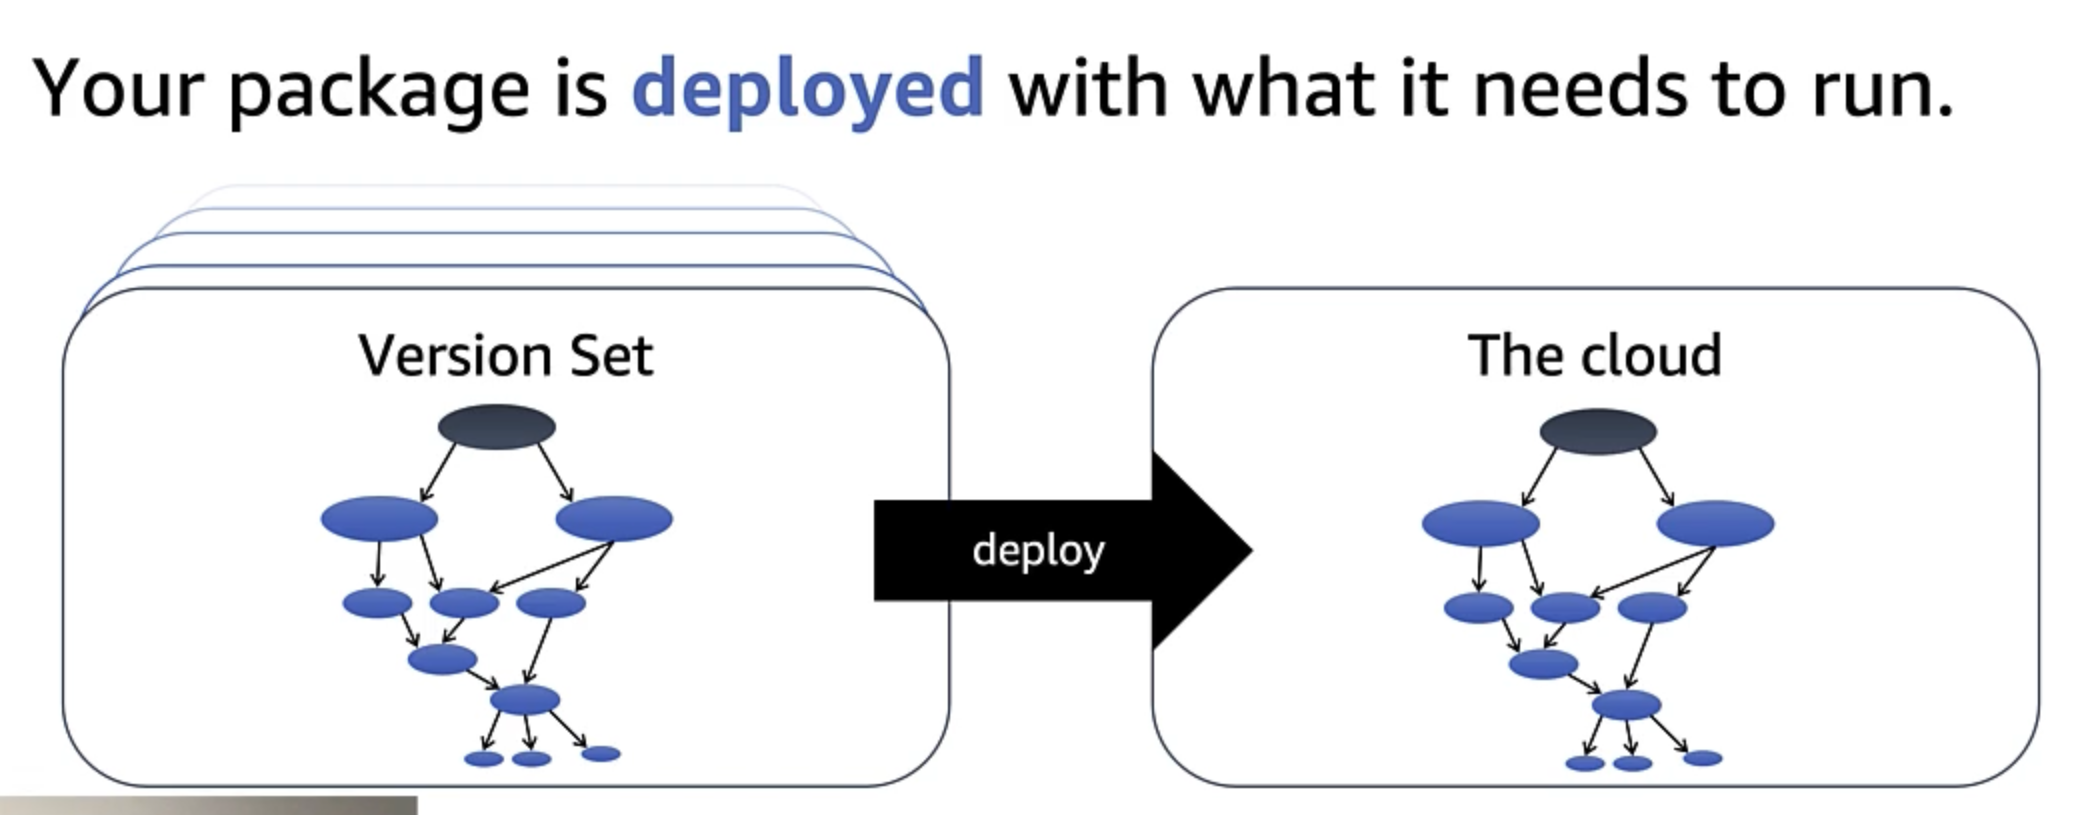 Your package is deployed with what it needs to run.
Version Set
The cloud
deploy